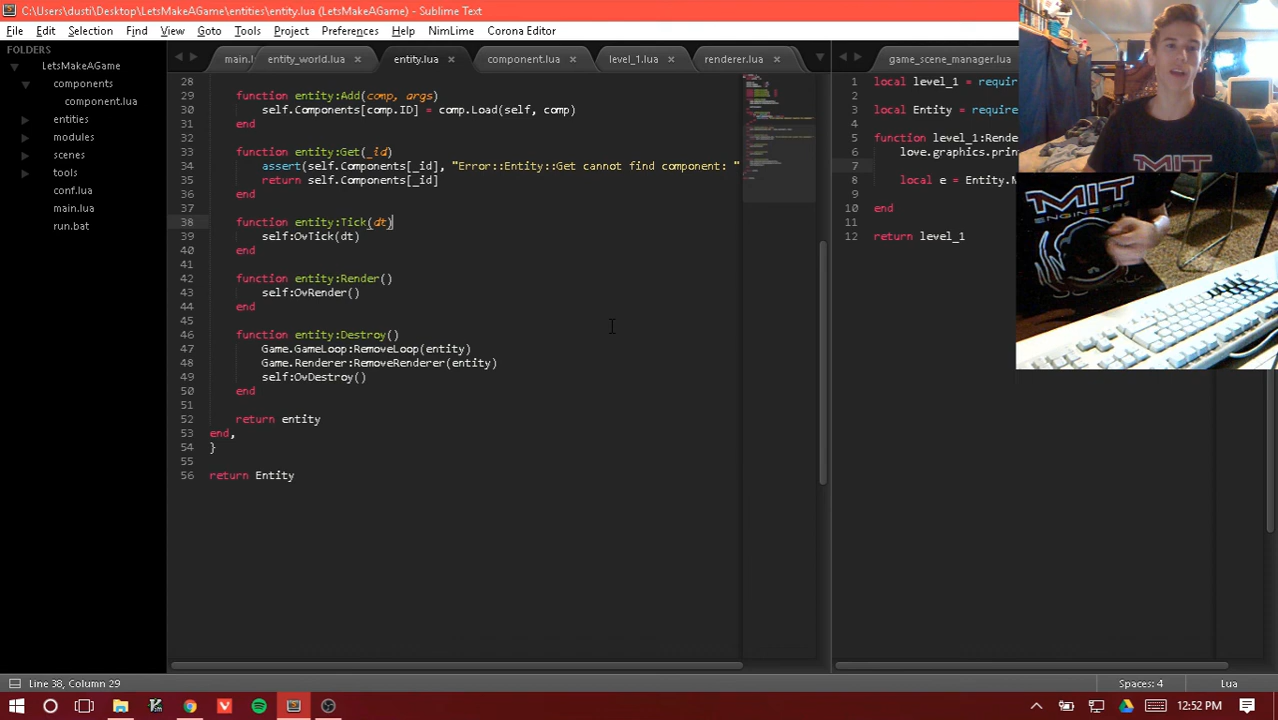 C:\Users\dusti\Desktop\LetsMakeAGame\entities\entity.lua (LetsMakeAGame) - Sublime Text
File Edit Selection Find View Goto Tools Project Preferences Help NimLime Corona Editor
FOLDERS
LetsMakeAGame
components
component.lua
entities
modules
scenes
tools
conf.lua
main.lua
run.bat
main.l entity_world.lua entity.lua component.lua level_1.lua renderer.lua
28
29 function entity:Add(comp, args)
30 self.Components[comp.ID] = comp.Load(self, comp)
31 end
32
33 function entity:Get(_id)
34 assert(self.Components[_id], "Error::Entity::Get cannot find component: "
35 return self.Components[_id]
36 end
37
38 function entity:Tick(dt)
39 self:OvTick(dt)
40 end
41
42 function entity:Render()
43 self:OvRender()
44 end
45
46 function entity:Destroy()
47 Game.GameLoop:RemoveLoop(entity)
48 Game.Renderer:RemoveRenderer(entity)
49 self:OvDestroy()
50 end
51
52 return entity
53 end,
54 }
55
56 return Entity
game_scene_manager.lua
1 local level_1 = requir
2
3 local Entity = require
4
5 function level_1:Rende
6 love.graphics.prin
7
8 local e = Entity.N
9
10 end
11
12 return level_1
MIT
MIT
ENGINEERS
Line 38, Column 29
Spaces: 4
Lua
12:52 PM